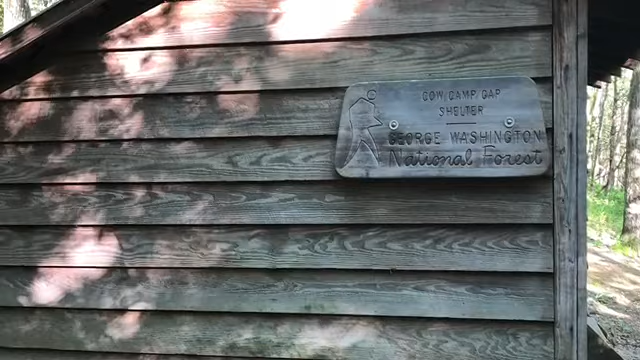 COW CAMP GAP
SHELTER
GEORGE WASHINGTON
National Forest